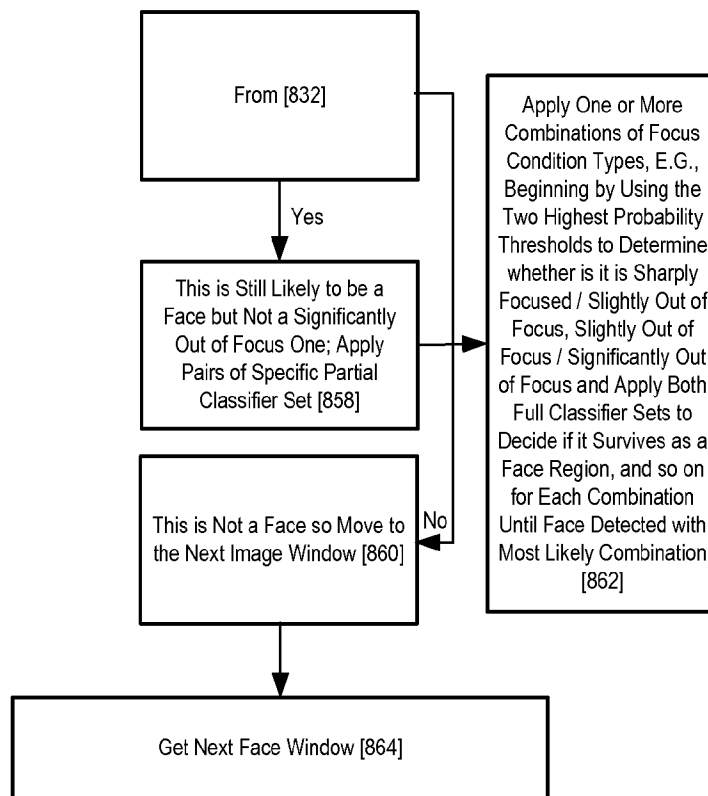 From [832]
Yes
This is Still Likely to be a
Face but Not a Significantly
Out of Focus One; Apply
Pairs of Specific Partial
Classifier Set [858]
Apply One or More
Combinations of Focus
Condition Types, E.G.,
Beginning by Using the
Two Highest Probability
Thresholds to Determine
whether is it is Sharply
Focused / Slightly Out of
Focus, Slightly Out of
Focus / Significantly Out
of Focus and Apply Both
Full Classifier Sets to
Decide if it Survives as a
Face Region, and so on
for Each Combination
Until Face Detected with
Most Likely Combination
[862]
No
This is Not a Face so Move to
the Next Image Window [860]
Get Next Face Window [864]